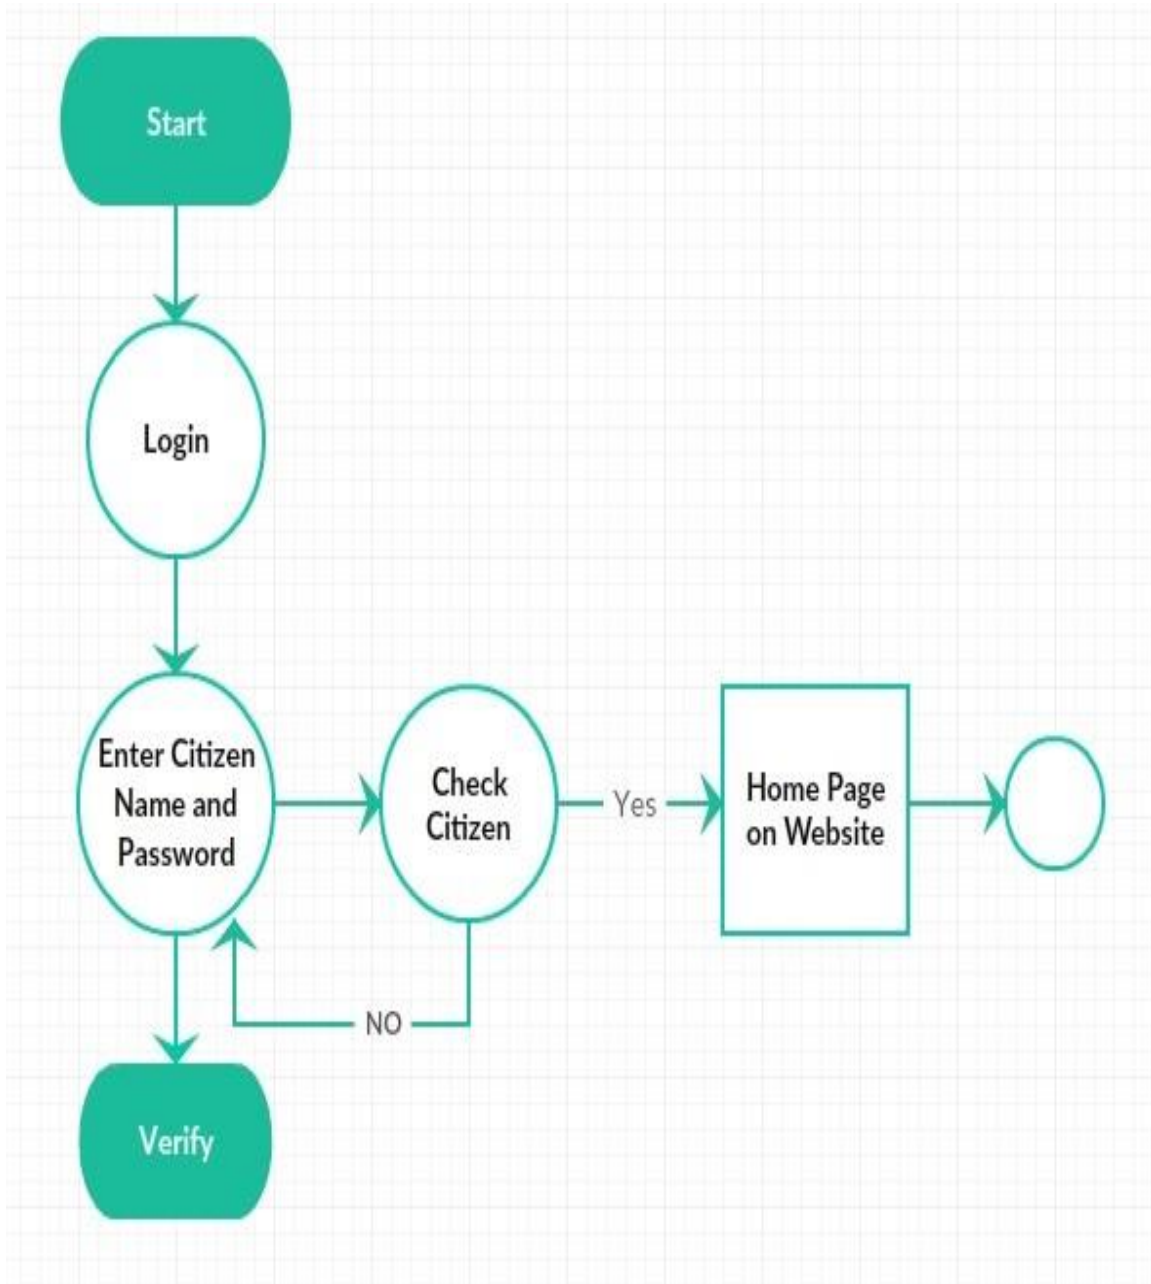 Start
Login
Enter Citizen
Name and
Password
Check
Citizen
Yes
Home Page
on Website
NO
Verify